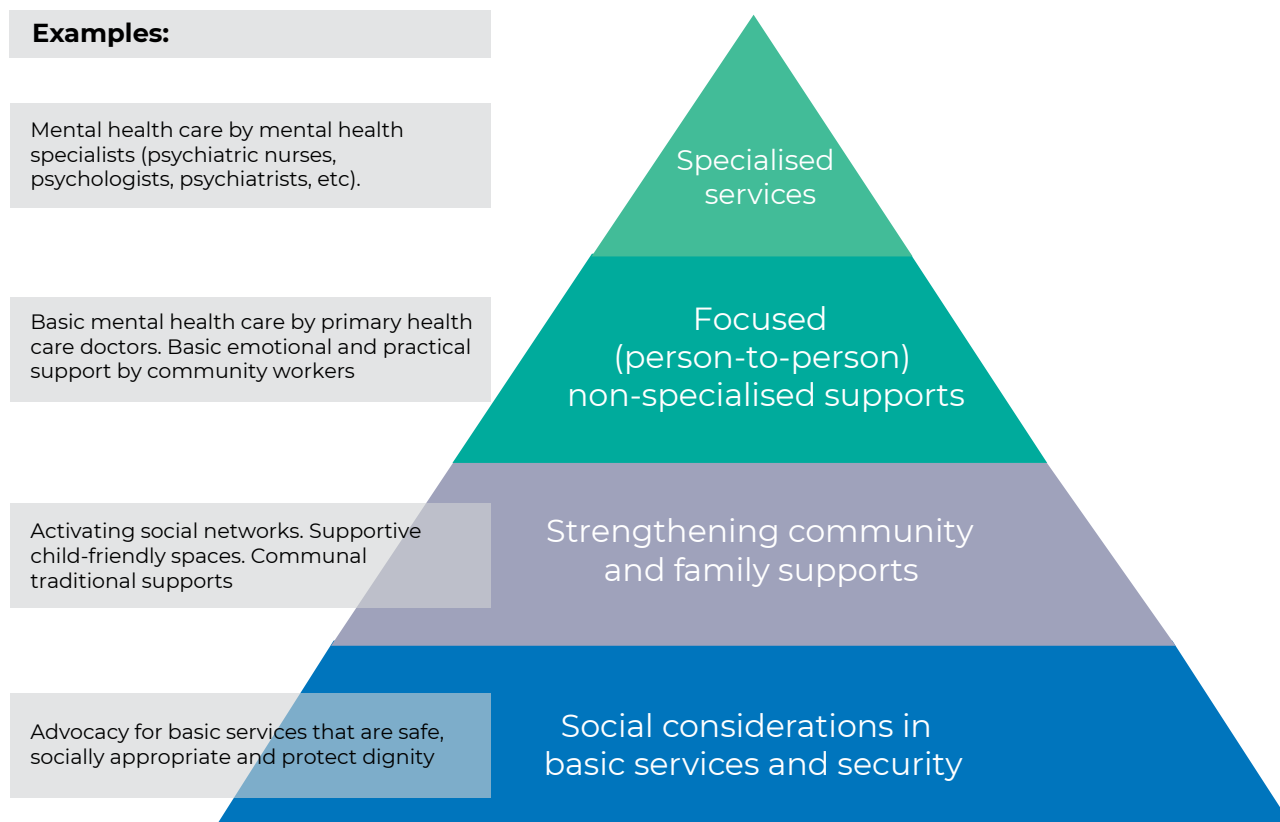 Examples:
Mental health care by mental health
specialists (psychiatric nurses,
psychologists, psychiatrists, etc).
Specialised
services
Basic mental health care by primary health
care doctors. Basic emotional and practical
support by community workers
Focused
(person-to-person)
non-specialised supports
Activating social networks. Supportive
child-friendly spaces. Communal
traditional supports
Strengthening community
and family supports
Advocacy for basic services that are safe,
socially appropriate and protect dignity
Social considerations in
basic services and security